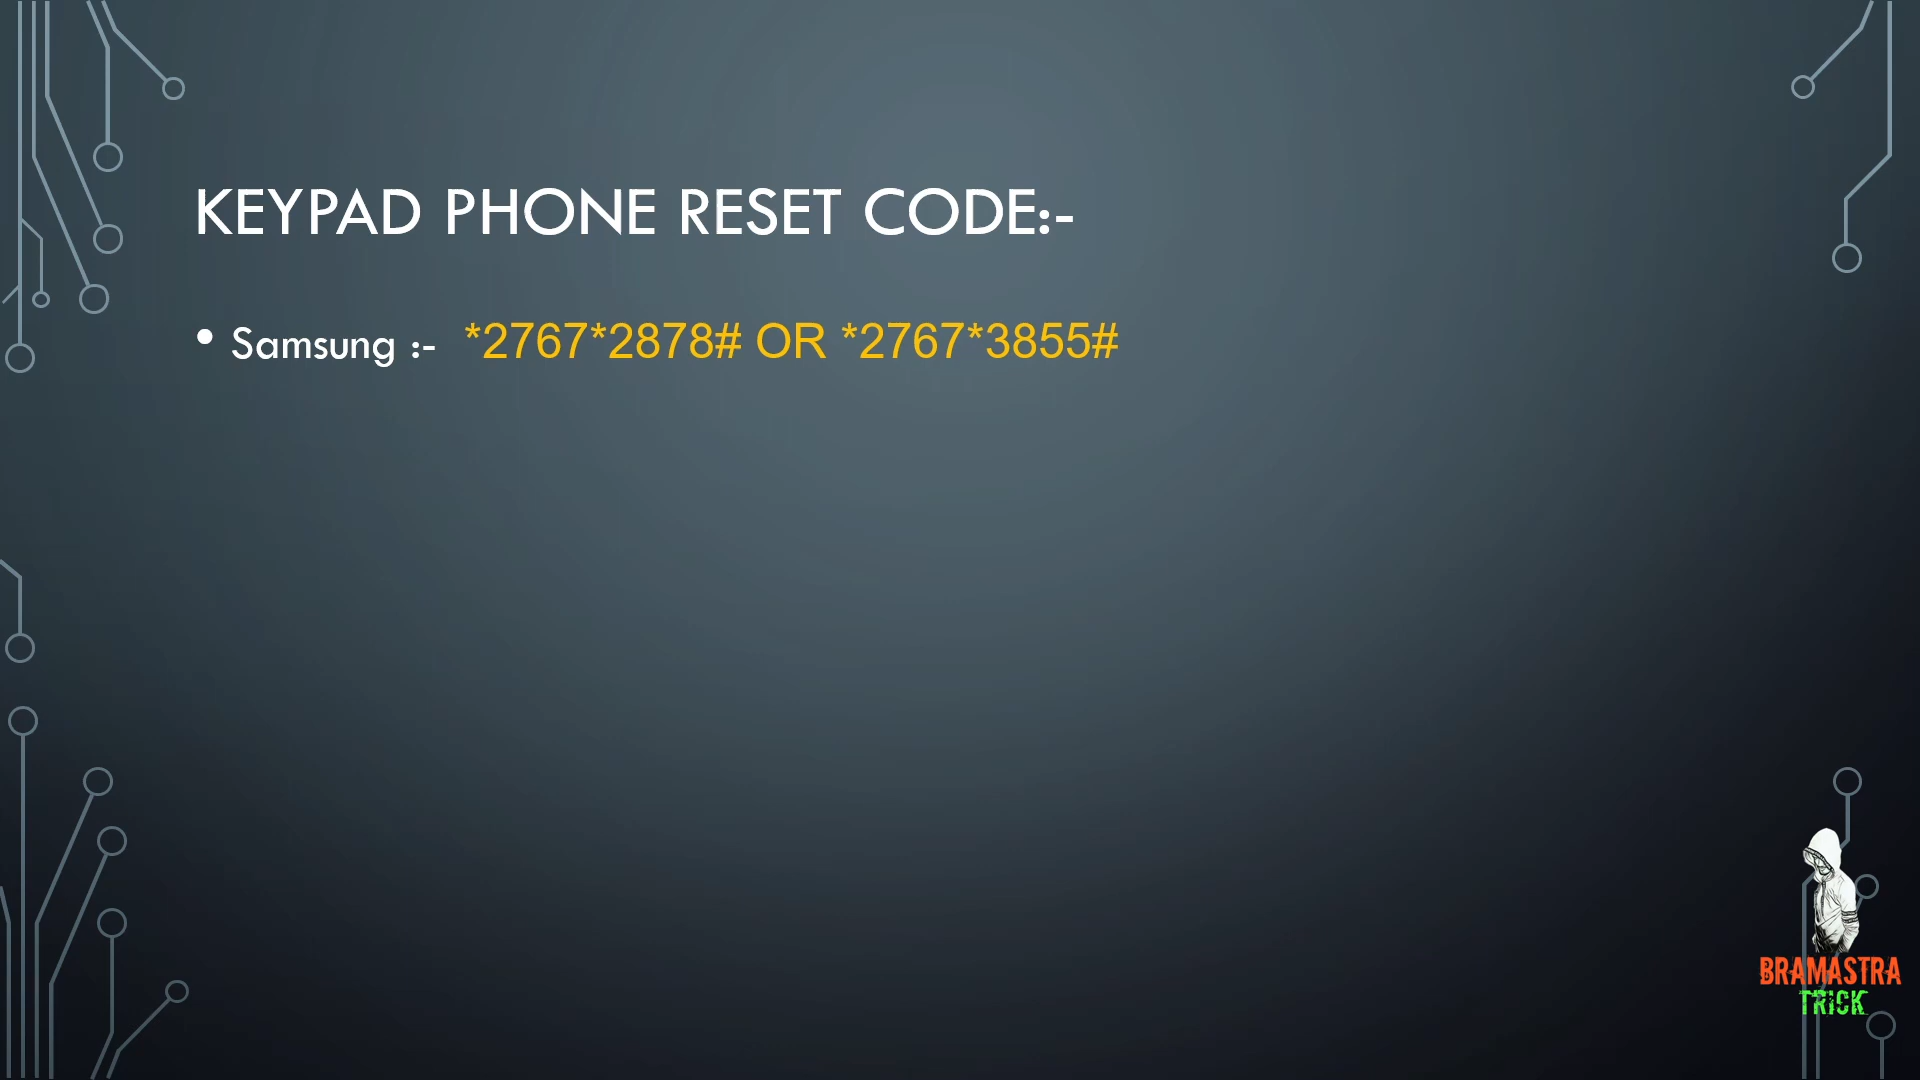 KEYPAD PHONE RESET CODE:-
• Samsung :- *2767*2878# OR *2767*3855#
BRAMASTRA
TRICK